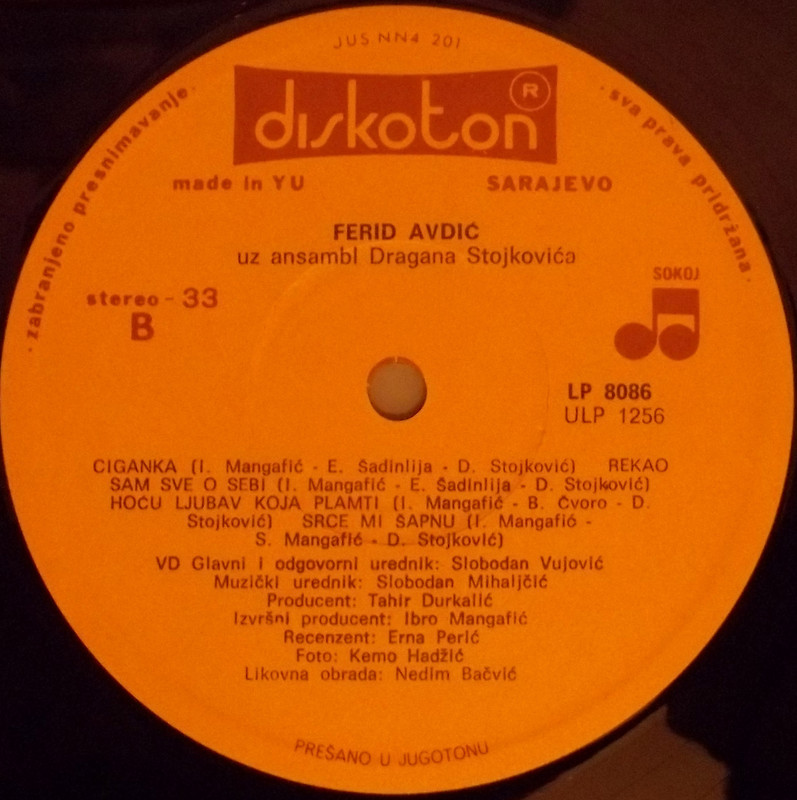 JUS NN4 201
diskoton ®
· zabranjeno presnimavanje ·
· sva prava pridržana ·
made in YU
SARAJEVO
FERID AVDIĆ
uz ansambl Dragana Stojkovića
stereo - 33
B
SOKOJ
LP 8086
ULP 1256
CIGANKA (I. Mangafić - E. Šadinlija - D. Stojković) REKAO
SAM SVE O SEBI (I. Mangafić - E. Šadinlija - D. Stojković)
HOĆU LJUBAV KOJA PLAMTI (I. Mangafić - B. Čvoro - D.
Stojković) SRCE MI ŠAPNU (I. Mangafić -
S. Mangafić - D. Stojković)
VD Glavni i odgovorni urednik: Slobodan Vujović
Muzički urednik: Slobodan Mihaljčić
Producent: Tahir Durkalić
Izvršni producent: Ibro Mangafić
Recenzent: Erna Perić
Foto: Kemo Hadžić
Likovna obrada: Nedim Bačvić
PREŠANO U JUGOTONU